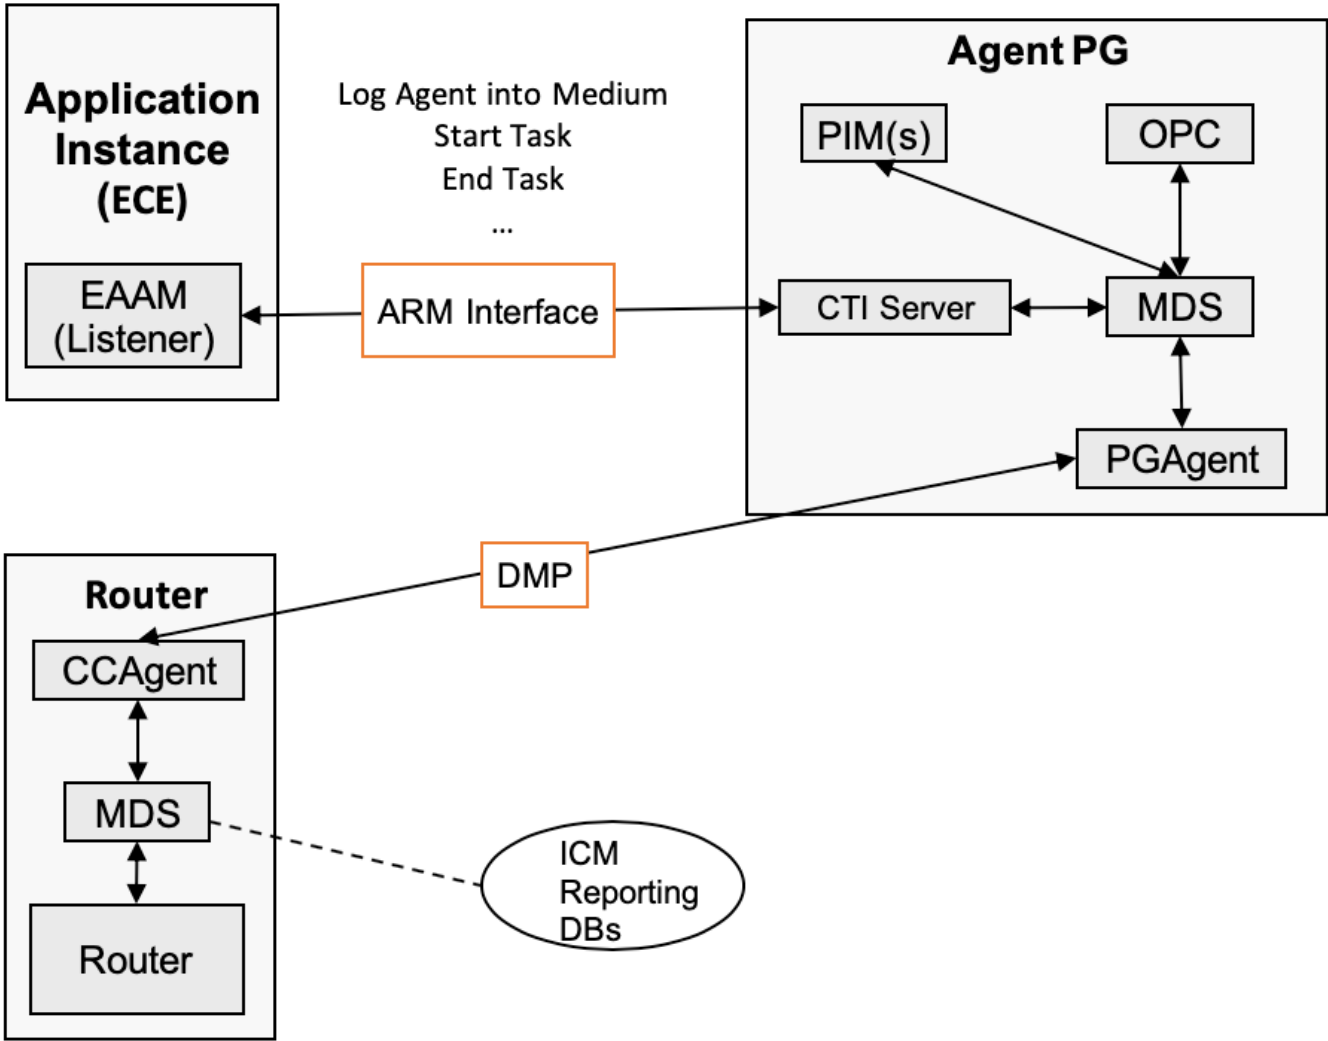 Application
Instance
(ECE)
EAAM
(Listener)
Log Agent into Medium
Start Task
End Task
...
ARM Interface
Agent PG
PIM(s)
OPC
CTI Server
MDS
PGAgent
DMP
Router
CCAgent
MDS
Router
ICM
Reporting
DBs